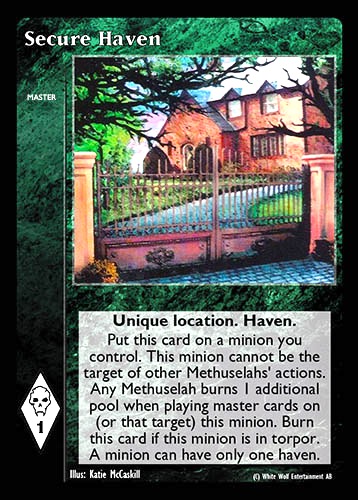 Secure Haven
MASTER
Unique location. Haven.
Put this card on a minion you
control. This minion cannot be the
target of other Methuselahs' actions.
Any Methuselah burns 1 additional
pool when playing master cards on
(or that target) this minion. Burn
this card if this minion is in torpor.
A minion can have only one haven.
1
Illus: Katie McCaskill
(C) White Wolf Entertainment AB